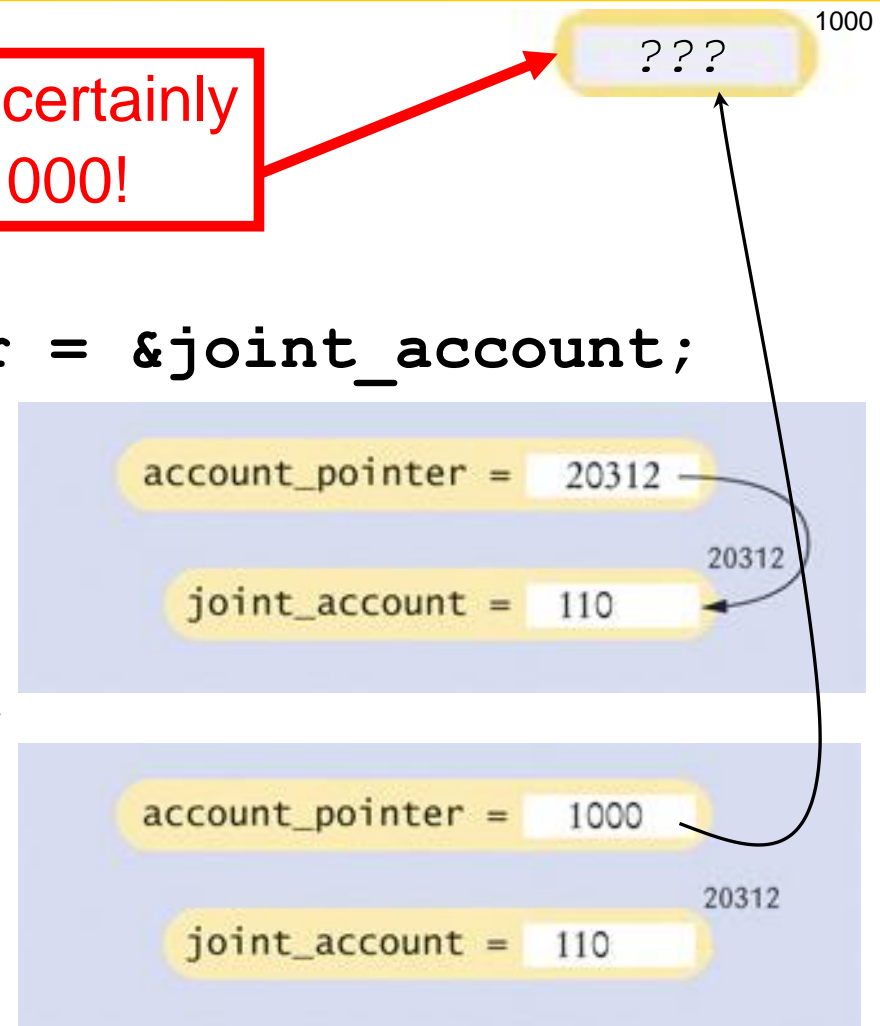 1000
???
certainly
000!
r = &joint_account;
account_pointer = 20312
20312
joint_account = 110
account_pointer = 1000
20312
joint_account = 110